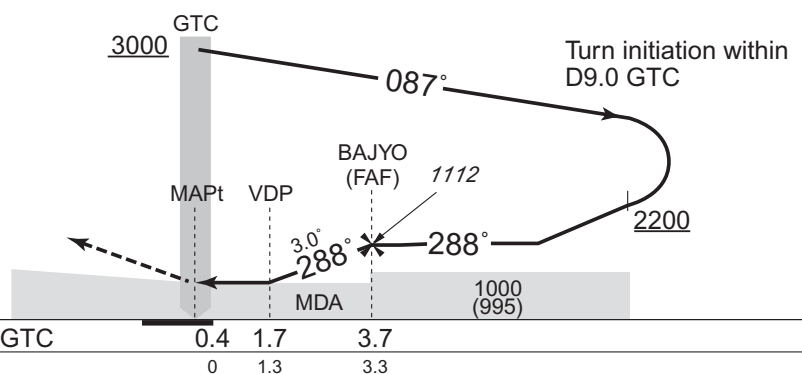 GTC
3000
087°
Turn initiation within
D9.0 GTC
BAJYO
(FAF)
1112
MAPt VDP
3.0°
288°
288°
2200
MDA
1000
(995)
GTC 0.4 1.7 3.7
0 1.3 3.3